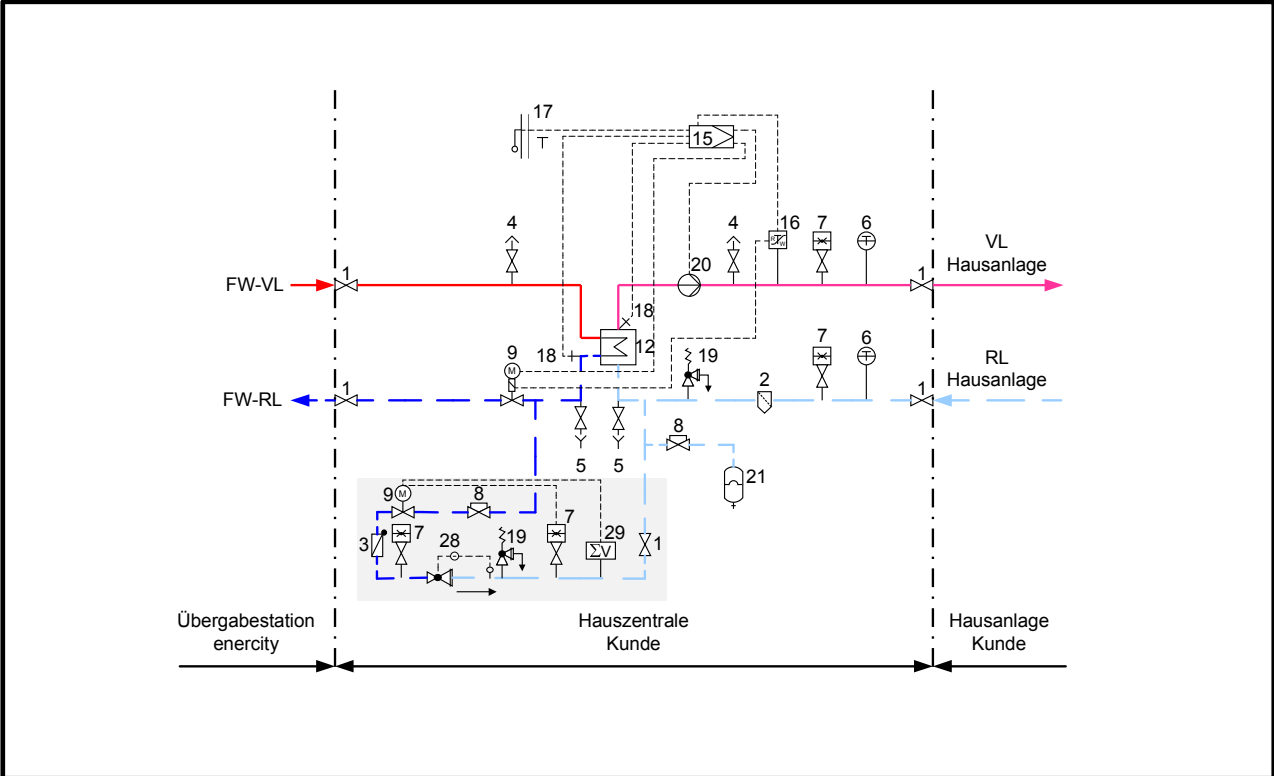 17
15
4
4
16
7
6
VL
Hausanlage
FW-VL
1
20
1
18
12
9
18
19
2
7
6
RL
Hausanlage
FW-RL
1
M
1
8
5
5
21
9
M
8
3
7
28
19
7
29
ΣV
1
Übergabestation
enercity
Hauszentrale
Kunde
Hausanlage
Kunde